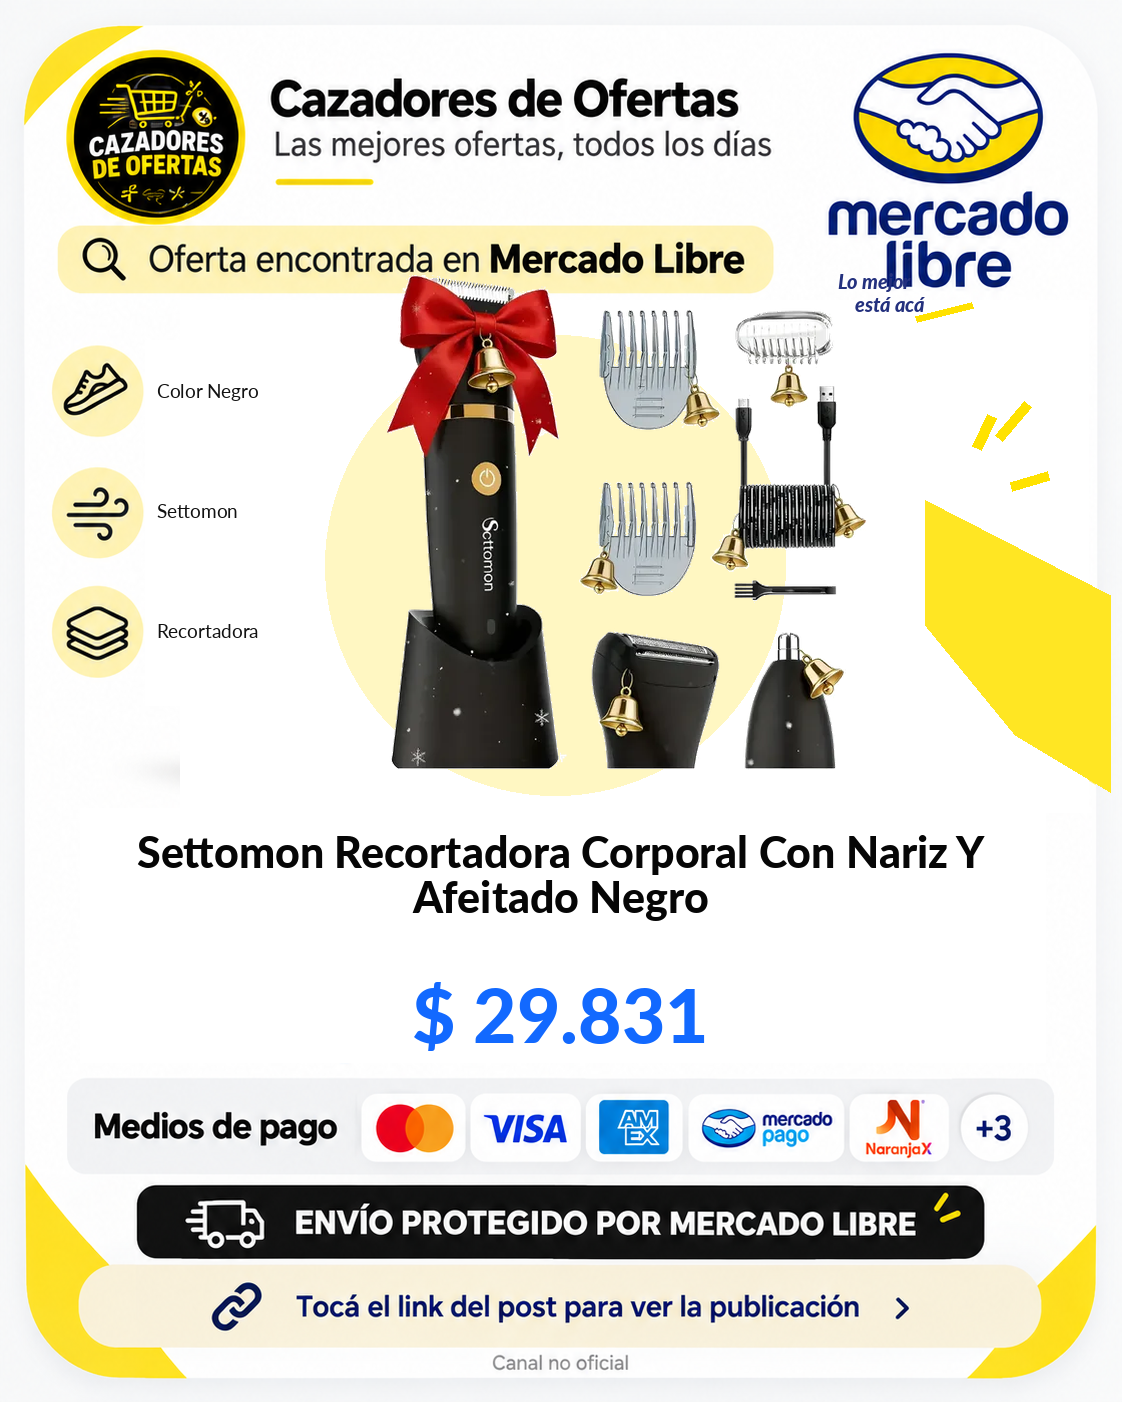 CAZADORES
DE OFERTAS
Cazadores de Ofertas
Las mejores ofertas, todos los días
mercado
libre
Lo mejor
está acá
Oferta encontrada en Mercado Libre
Color Negro
Settomon
Recortadora
Settomon
Settomon Recortadora Corporal Con Nariz Y
Afeitado Negro
$ 29.831
Medios de pago
VISA
AM
EX
mercado
pago
NaranjaX
+3
ENVÍO PROTEGIDO POR MERCADO LIBRE
Tocá el link del post para ver la publicación
Canal no oficial